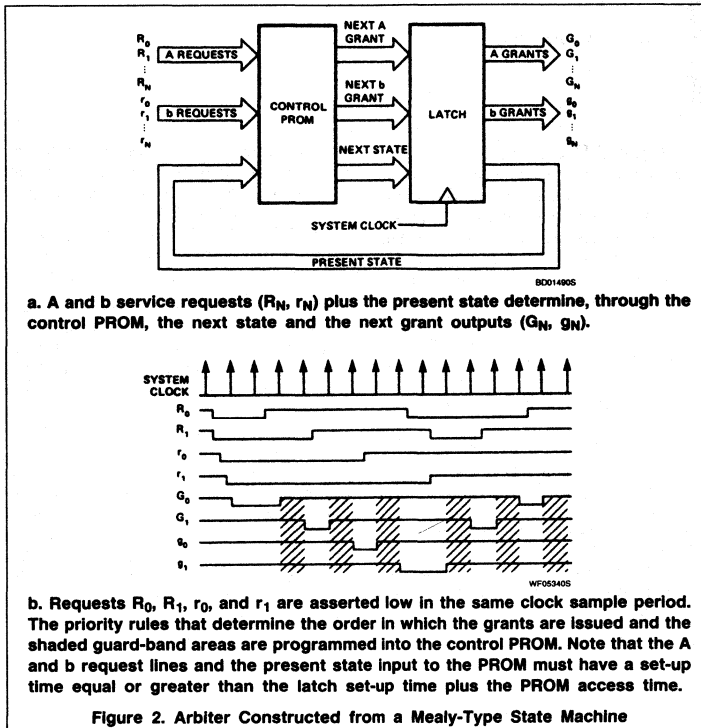 R0
R1
⋮
RN
r0
r1
⋮
rN
A REQUESTS
b REQUESTS
CONTROL
PROM
NEXT A
GRANT
NEXT b
GRANT
NEXT STATE
LATCH
A GRANTS
b GRANTS
G0
G1
⋮
GN
g0
g1
⋮
gN
SYSTEM CLOCK
PRESENT STATE
BD01490S
a. A and b service requests (RN, rN) plus the present state determine, through the
control PROM, the next state and the next grant outputs (GN, gN).
SYSTEM
CLOCK
R0
R1
r0
r1
G0
G1
g0
g1
WF05340S
b. Requests R0, R1, r0, and r1 are asserted low in the same clock sample period.
The priority rules that determine the order in which the grants are issued and the
shaded guard-band areas are programmed into the control PROM. Note that the A
and b request lines and the present state input to the PROM must have a set-up
time equal or greater than the latch set-up time plus the PROM access time.
Figure 2. Arbiter Constructed from a Mealy-Type State Machine